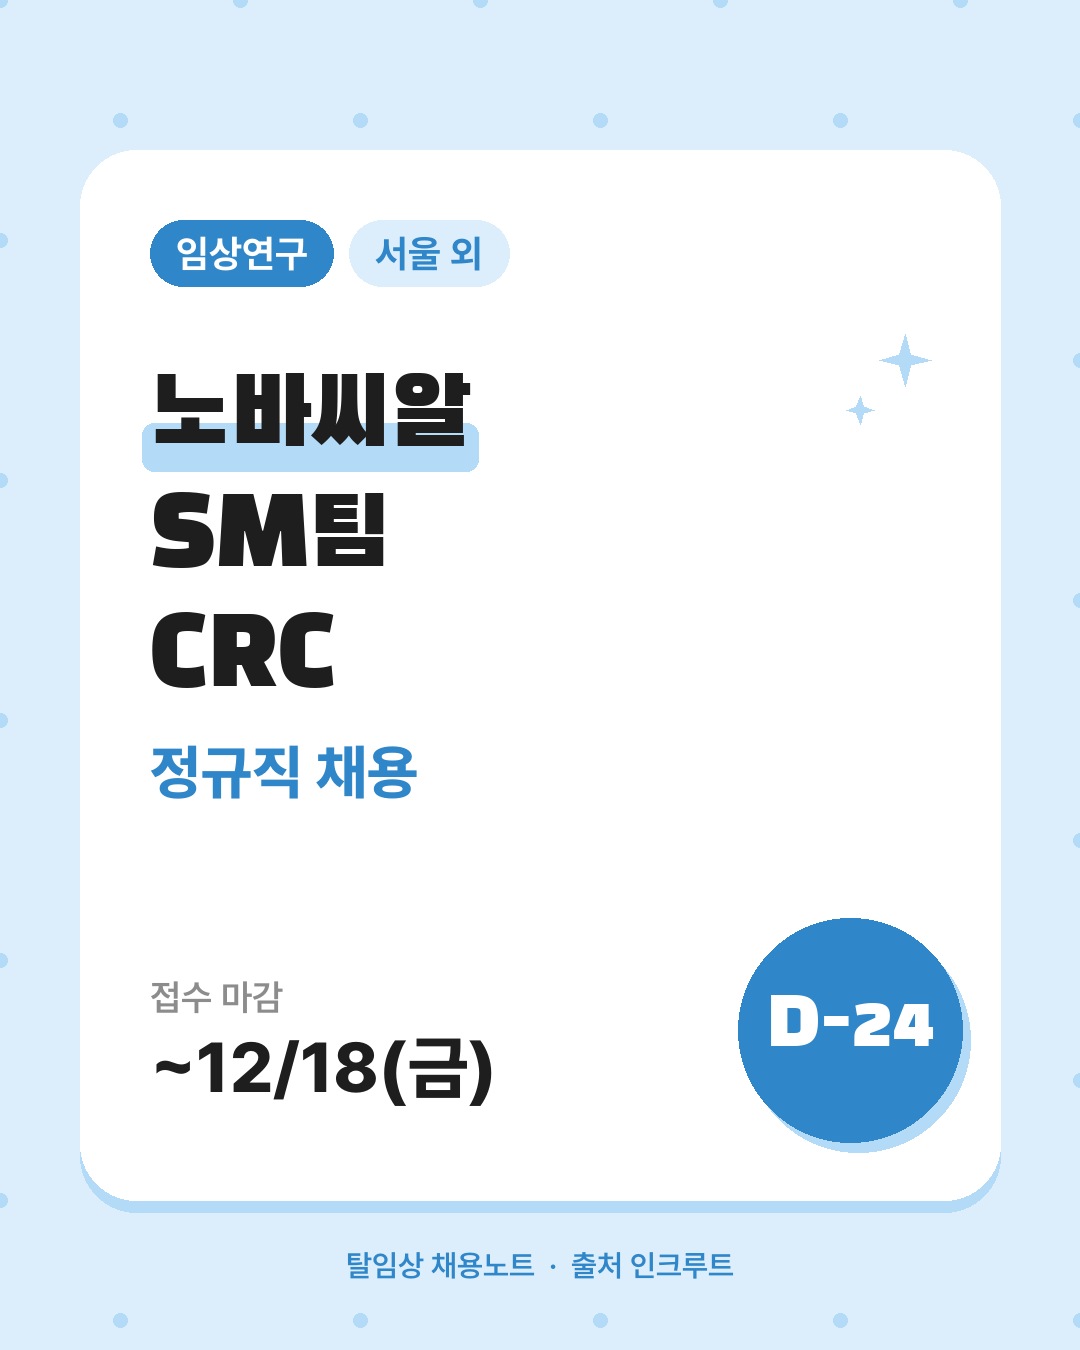 임상연구 서울 외
노바씨알
SM팀
CRC
정규직 채용
접수 마감
~12/18(금)
D-24
탈임상 채용노트 · 출처 인크루트